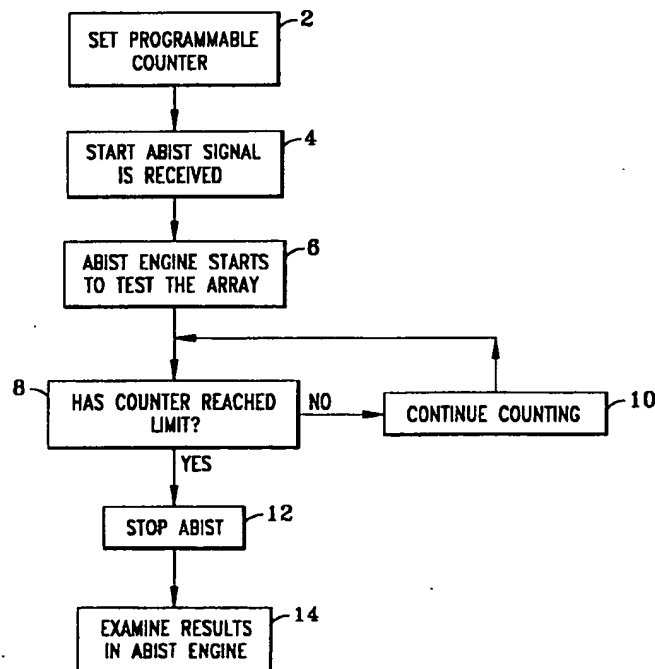 2
SET PROGRAMMABLE
COUNTER
4
START ABIST SIGNAL
IS RECEIVED
6
ABIST ENGINE STARTS
TO TEST THE ARRAY
8
HAS COUNTER REACHED
LIMIT?
NO
CONTINUE COUNTING
10
YES
12
STOP ABIST
14
EXAMINE RESULTS
IN ABIST ENGINE